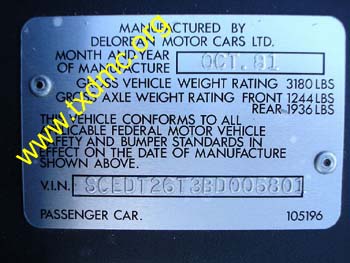 MANUFACTURED BY
DELOREAN MOTOR CARS LTD.
MONTH AND YEAR
OF MANUFACTURE OCT.81
GROSS VEHICLE WEIGHT RATING 3180 LBS
GROSS AXLE WEIGHT RATING FRONT 1244 LBS
REAR 1936 LBS
THE VEHICLE CONFORMS TO ALL
APPLICABLE FEDERAL MOTOR VEHICLE
SAFETY AND BUMPER STANDARDS IN
EFFECT ON THE DATE OF MANUFACTURE
SHOWN ABOVE.
V.I.N. SCEDT26T3BD005801
PASSENGER CAR. 105196
www.txdmc.org